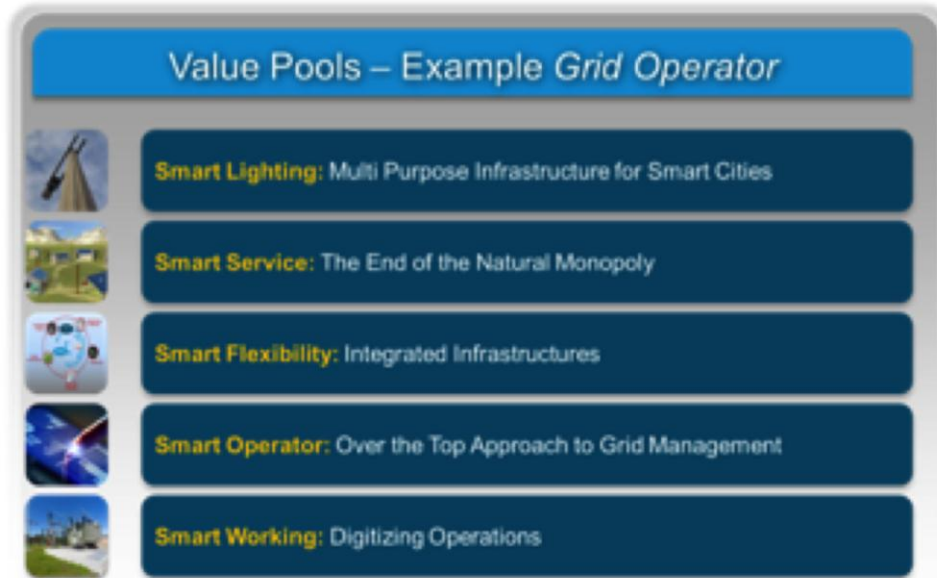 Value Pools – Example Grid Operator
Smart Lighting: Multi Purpose Infrastructure for Smart Cities
Smart Service: The End of the Natural Monopoly
Smart Flexibility: Integrated Infrastructures
Smart Operator: Over the Top Approach to Grid Management
Smart Working: Digitizing Operations